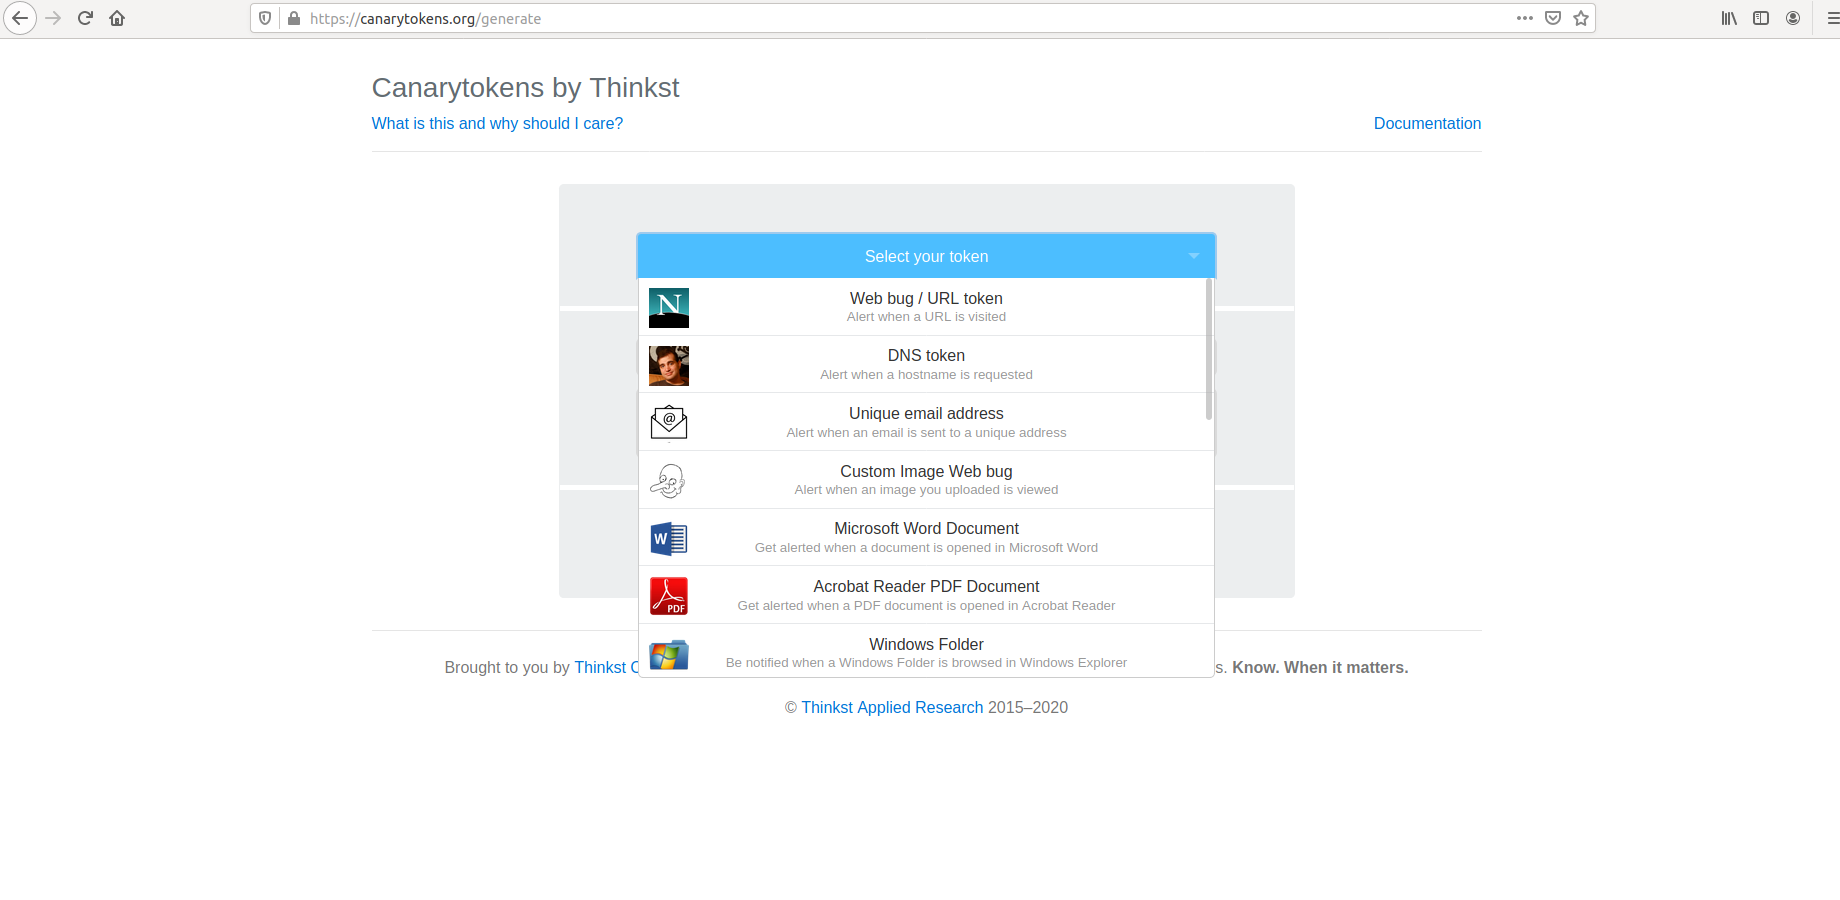 https://canarytokens.org/generate
Canarytokens by Thinkst
What is this and why should I care?
Documentation
Select your token
N
Web bug / URL token
Alert when a URL is visited
DNS token
Alert when a hostname is requested
@
Unique email address
Alert when an email is sent to a unique address
Custom Image Web bug
Alert when an image you uploaded is viewed
W
Microsoft Word Document
Get alerted when a document is opened in Microsoft Word
PDF
Acrobat Reader PDF Document
Get alerted when a PDF document is opened in Acrobat Reader
Windows Folder
Be notified when a Windows Folder is browsed in Windows Explorer
Brought to you by Thinkst C
s. Know. When it matters.
© Thinkst Applied Research 2015–2020